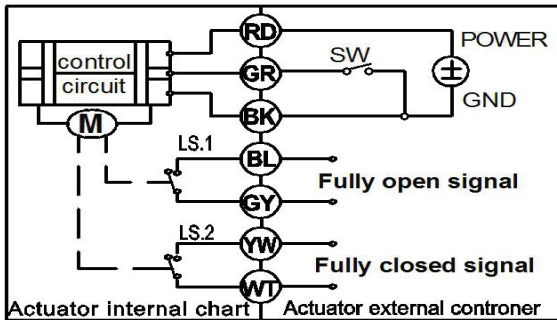 RD
POWER
control
circuit
GR
SW
±
GND
BK
M
LS.1
BL
Fully open signal
GY
LS.2
YW
Fully closed signal
WT
Actuator internal chart
Actuator external controner